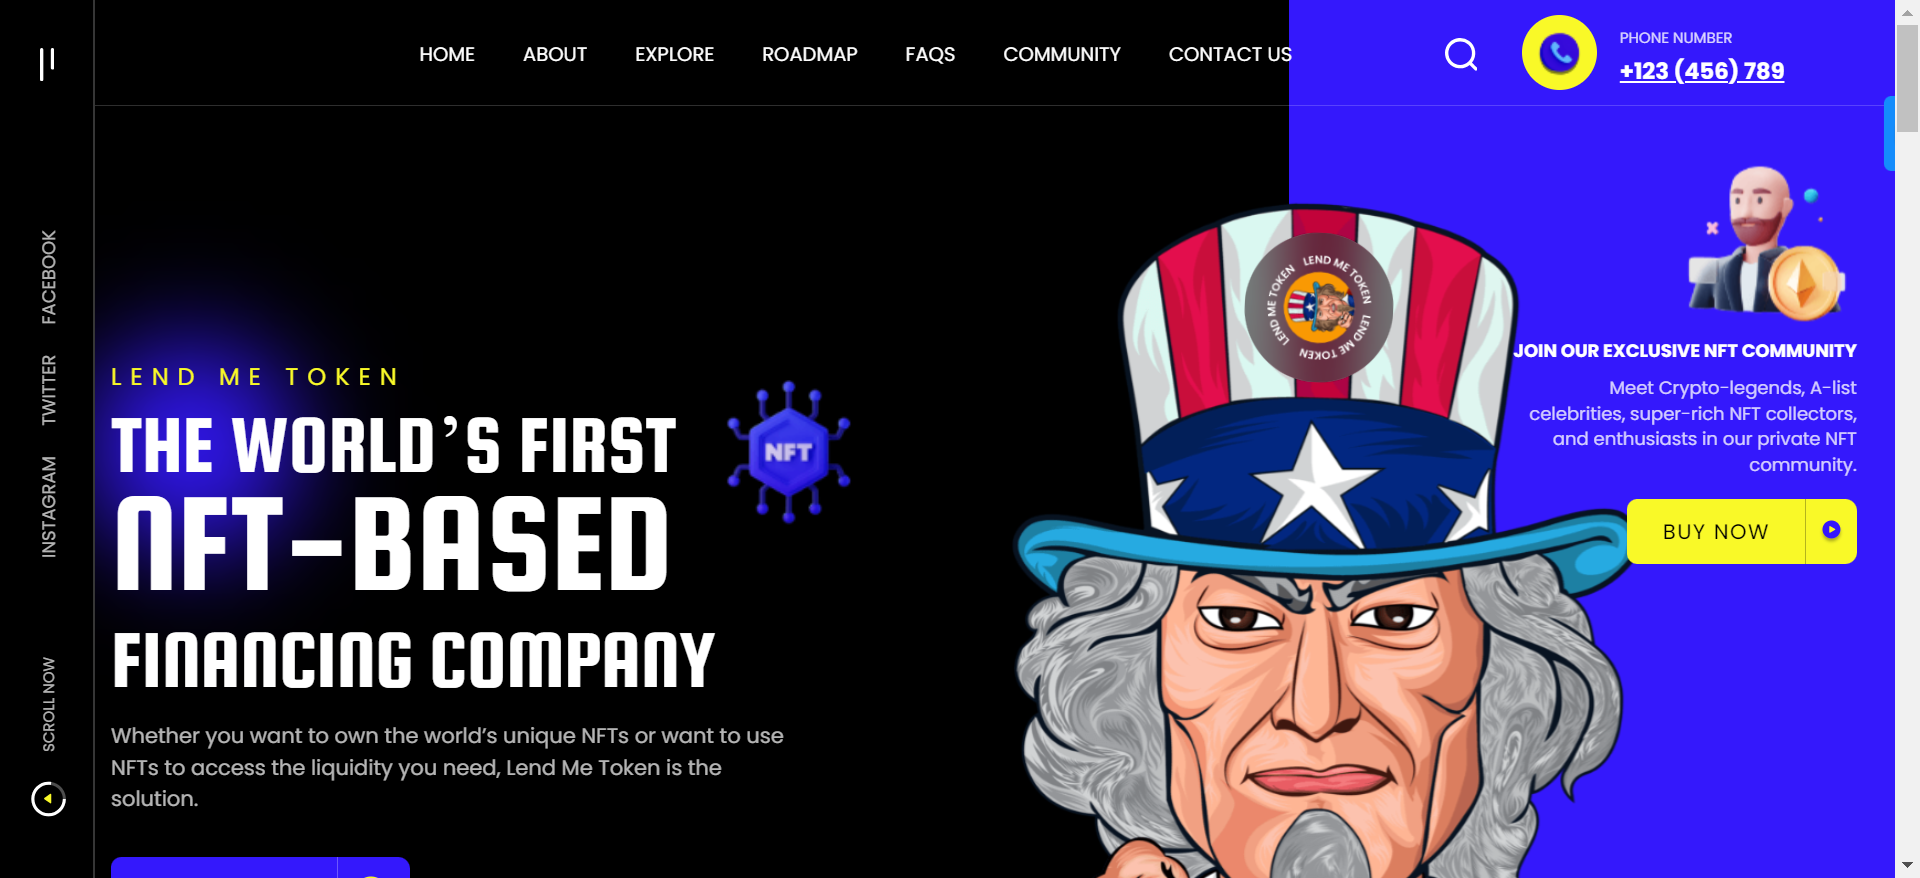 HOME ABOUT EXPLORE ROADMAP FAQS COMMUNITY CONTACT US
PHONE NUMBER
+123 (456) 789
FACEBOOK
TWITTER
INSTAGRAM
SCROLL NOW
LEND ME TOKEN
THE WORLD’S FIRST
NFT-BASED
FINANCING COMPANY
NFT
Whether you want to own the world’s unique NFTs or want to use
NFTs to access the liquidity you need, Lend Me Token is the
solution.
LEND ME TOKEN LEND ME TOKEN LEND ME TOKEN
JOIN OUR EXCLUSIVE NFT COMMUNITY
Meet Crypto-legends, A-list
celebrities, super-rich NFT collectors,
and enthusiasts in our private NFT
community.
BUY NOW